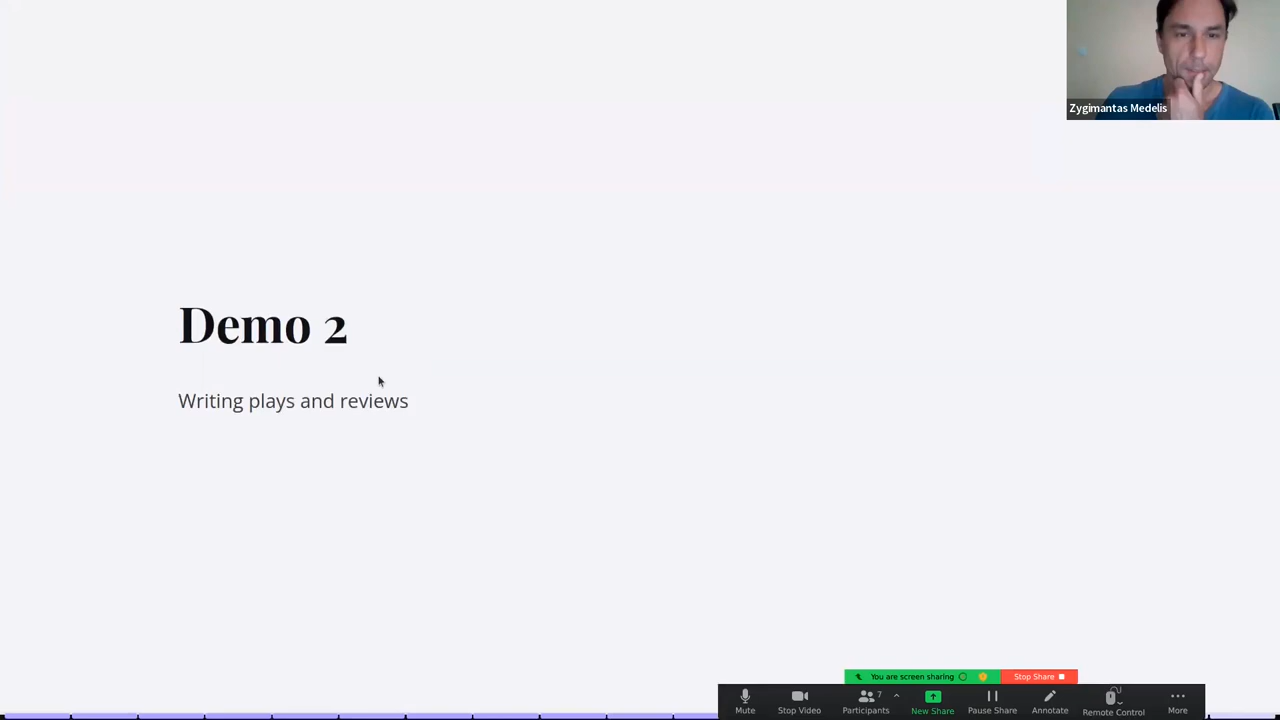 Zygimantas Medelis
Demo 2
Writing plays and reviews
You are screen sharing
Stop Share
Mute
Stop Video
7
Participants
New Share
Pause Share
Annotate
Remote Control
More